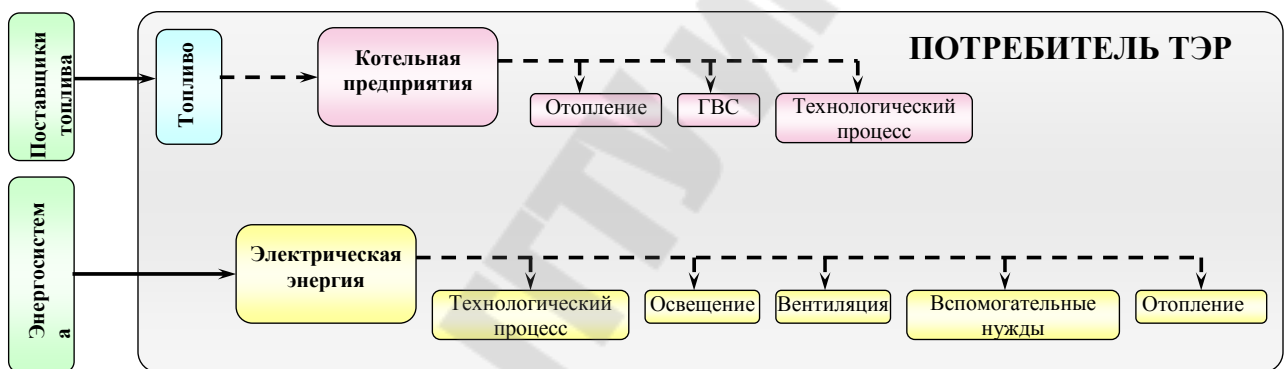 Поставщики
топлива
Топливо
Котельная
предприятия
ПОТРЕБИТЕЛЬ ТЭР
Отопление
ГВС
Технологический
процесс
Энергосистем
а
Электрическая
энергия
Технологический
процесс
Освещение
Вентиляция
Вспомогательные
нужды
Отопление